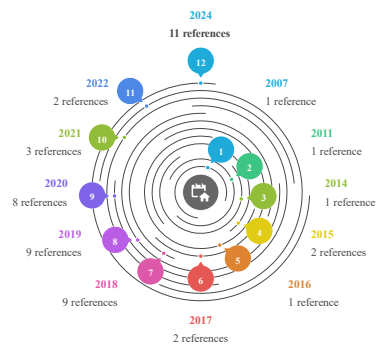 2024
11 references
12
2022
2 references
11
2007
1 reference
1
2021
3 references
10
2011
1 reference
2
2020
8 references
9
2014
1 reference
3
2019
9 references
8
2015
2 references
4
2018
9 references
7
2016
1 reference
5
6
2017
2 references